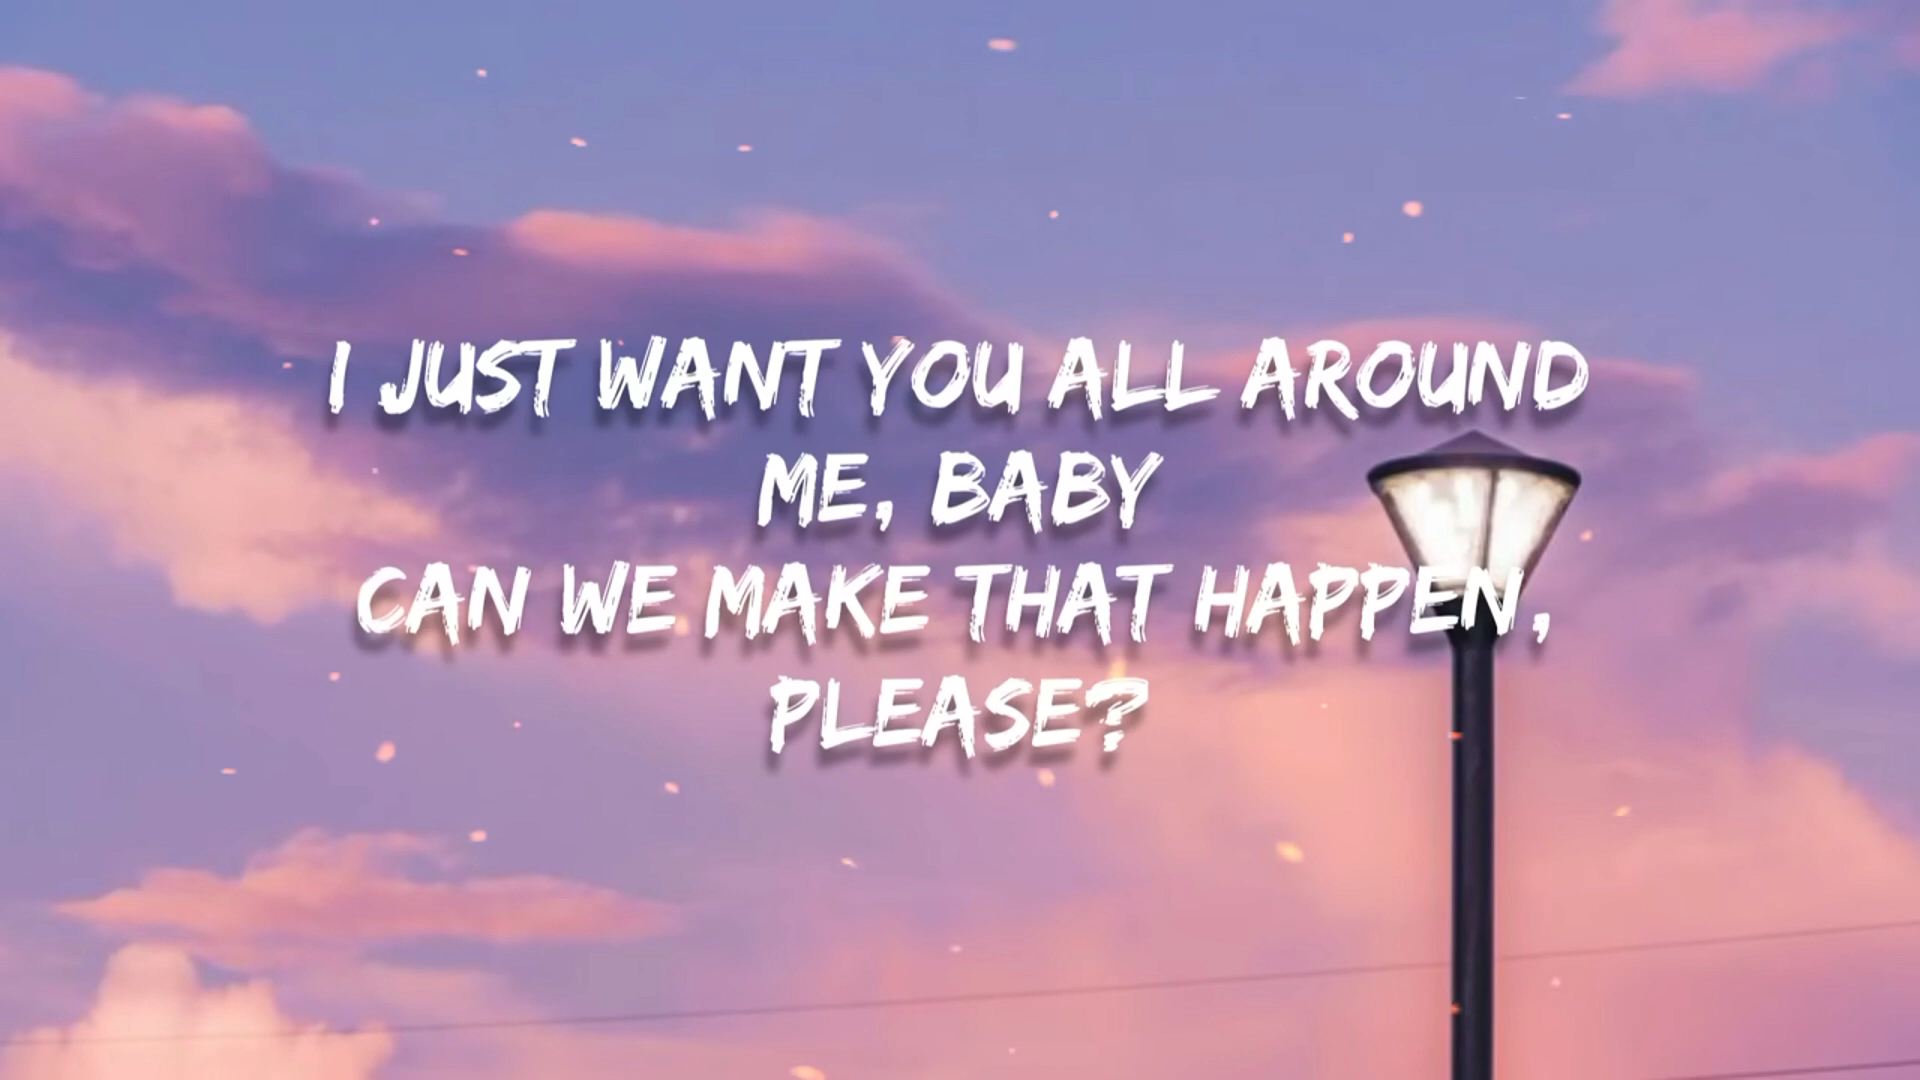 I JUST WANT YOU ALL AROUND
ME, BABY
CAN WE MAKE THAT HAPPEN,
PLEASE?